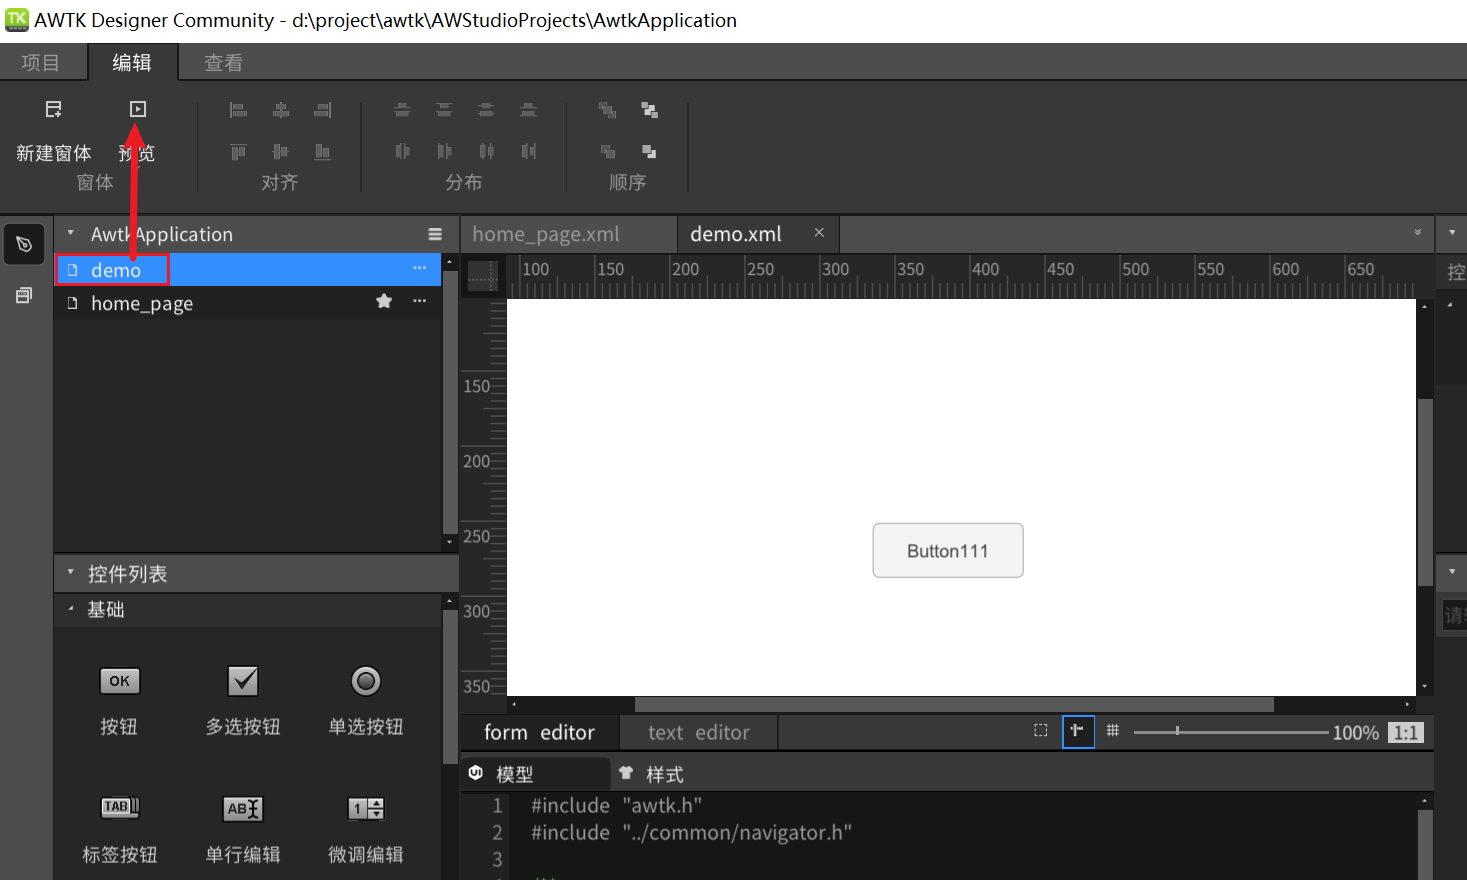 AWTK Designer Community - d:\project\awtk\AWStudioProjects\AwtkApplication
项目 编辑 查看
新建窗体 预览
窗体 对齐 分布 顺序
AwtkApplication
demo
home_page
home_page.xml demo.xml
100 150 200 250 300 350 400 450 500 550 600 650
控
150
200
250
300
350
Button111
控件列表
基础
OK
按钮 多选按钮 单选按钮
TAB AB 1
标签按钮 单行编辑 微调编辑
form editor text editor
100% 1:1
模型 样式
1 #include "awtk.h"
2 #include "../common/navigator.h"
3